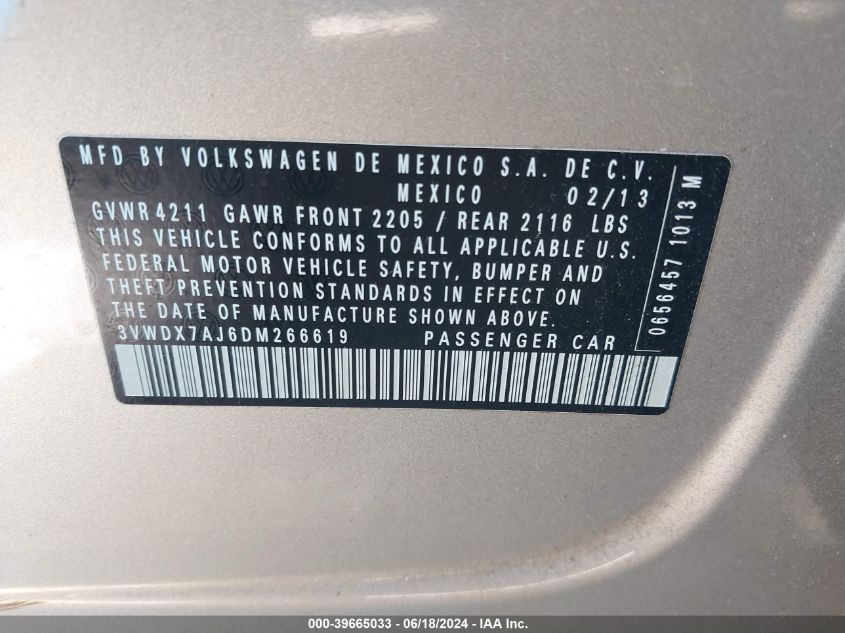 MFD BY VOLKSWAGEN DE MEXICO S.A. DE C.V.
MEXICO 02/13
GVWR 4211 GAWR FRONT 2205 / REAR 2116 LBS
THIS VEHICLE CONFORMS TO ALL APPLICABLE U.S.
FEDERAL MOTOR VEHICLE SAFETY, BUMPER AND
THEFT PREVENTION STANDARDS IN EFFECT ON
THE DATE OF MANUFACTURE SHOWN ABOVE.
3VWDX7AJ6DM266619 PASSENGER CAR
0656457 1013 M
000-39665033 - 06/18/2024 - IAA Inc.